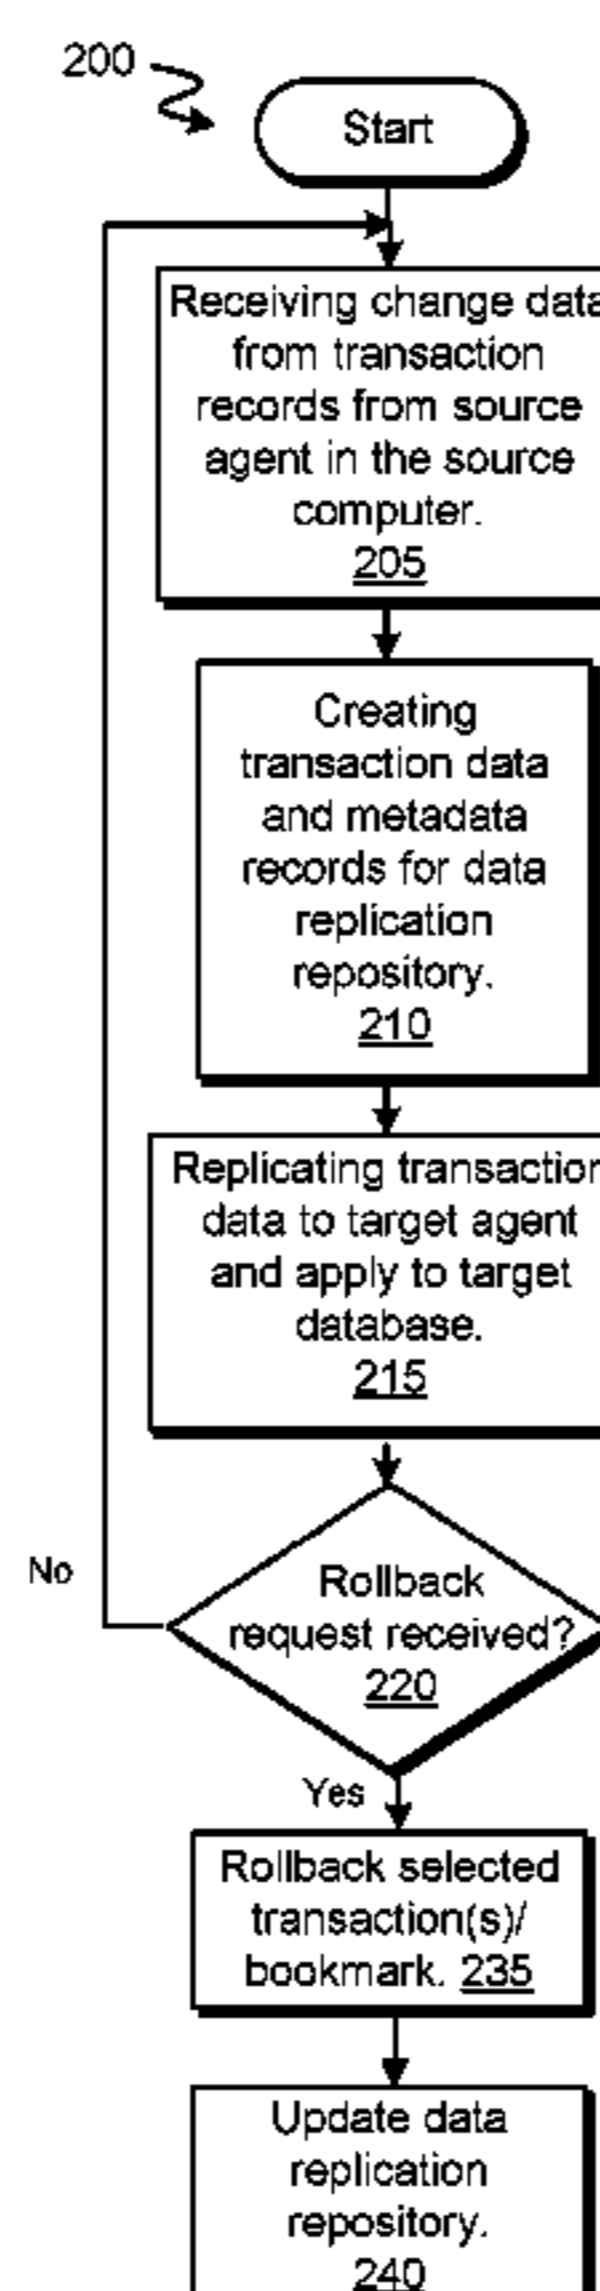 200
Start
Receiving change data
from transaction
records from source
agent in the source
computer.
205
Creating
transaction data
and metadata
records for data
replication
repository.
210
Replicating transaction
data to target agent
and apply to target
database.
215
No
Rollback
request received?
220
Yes
Rollback selected
transaction(s)/
bookmark. 235
Update data
replication
repository.
240